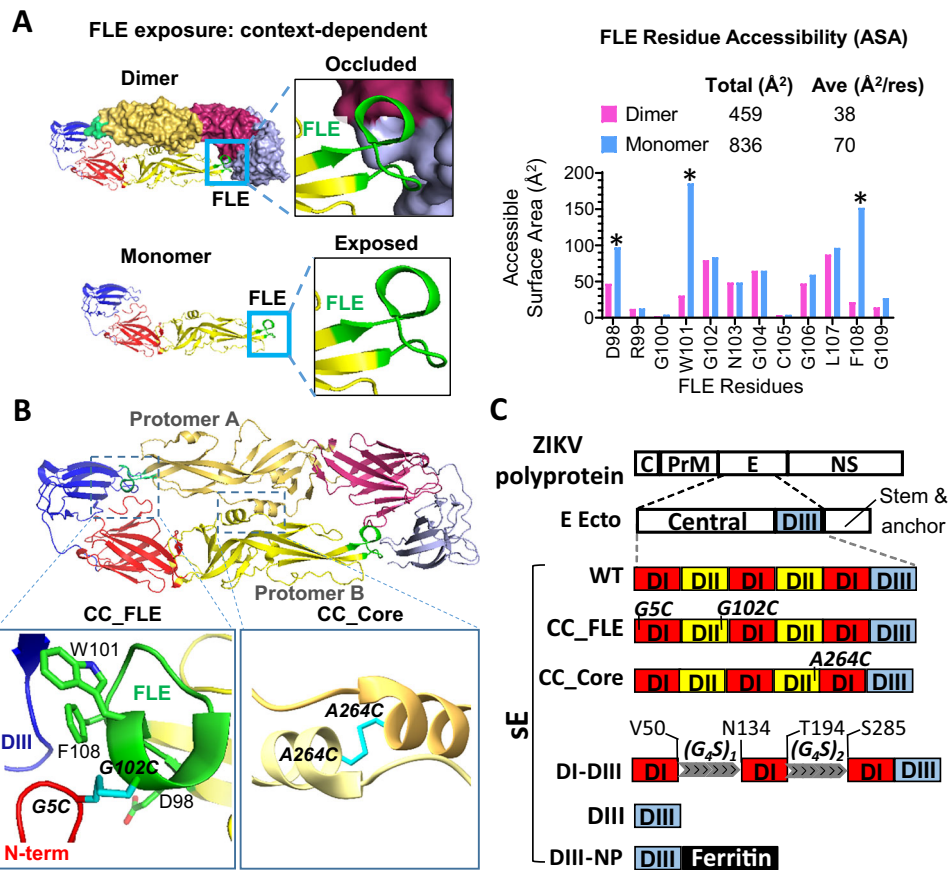 A
FLE exposure: context-dependent
Dimer
Occluded
FLE
FLE
Monomer
Exposed
FLE
FLE
FLE Residue Accessibility (ASA)
Total (Å²) Ave (Å²/res)
Dimer 459 38
Monomer 836 70
Accessible
Surface Area (Å²)
200
150
100
50
0
* * *
D98 R99 G100 W101 G102 N103 G104 C105 G106 L107 F108 G109
FLE Residues
B
Protomer A
Protomer B
CC_FLE
CC_Core
W101
FLE
DIII
F108
G102C
G5C
D98
N-term
A264C
A264C
C
ZIKV
polyprotein
C PrM E NS
Stem &
anchor
E Ecto
Central DIII
sE
WT
DI DII DI DII DI DIII
G5C G102C
CC_FLE
DI DII DI DII DI DIII
A264C
CC_Core
DI DII DI DII DI DIII
V50 N134 T194 S285
(G₄S)₁ (G₄S)₂
DI-DIII
DI DI DI DIII
DIII
DIII
DIII-NP
DIII Ferritin